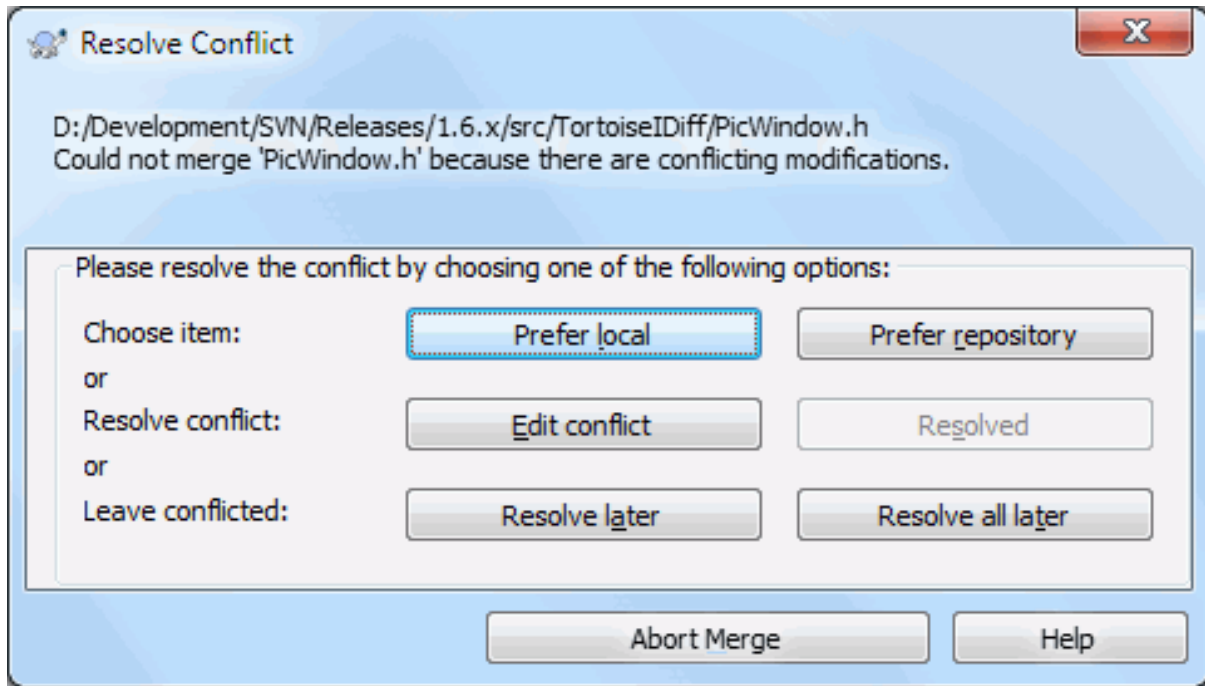 Resolve Conflict
D:/Development/SVN/Releases/1.6.x/src/TortoiseIDiff/PicWindow.h
Could not merge 'PicWindow.h' because there are conflicting modifications.
Please resolve the conflict by choosing one of the following options:
Choose item: Prefer local Prefer repository
or
Resolve conflict: Edit conflict Resolved
or
Leave conflicted: Resolve later Resolve all later
Abort Merge Help